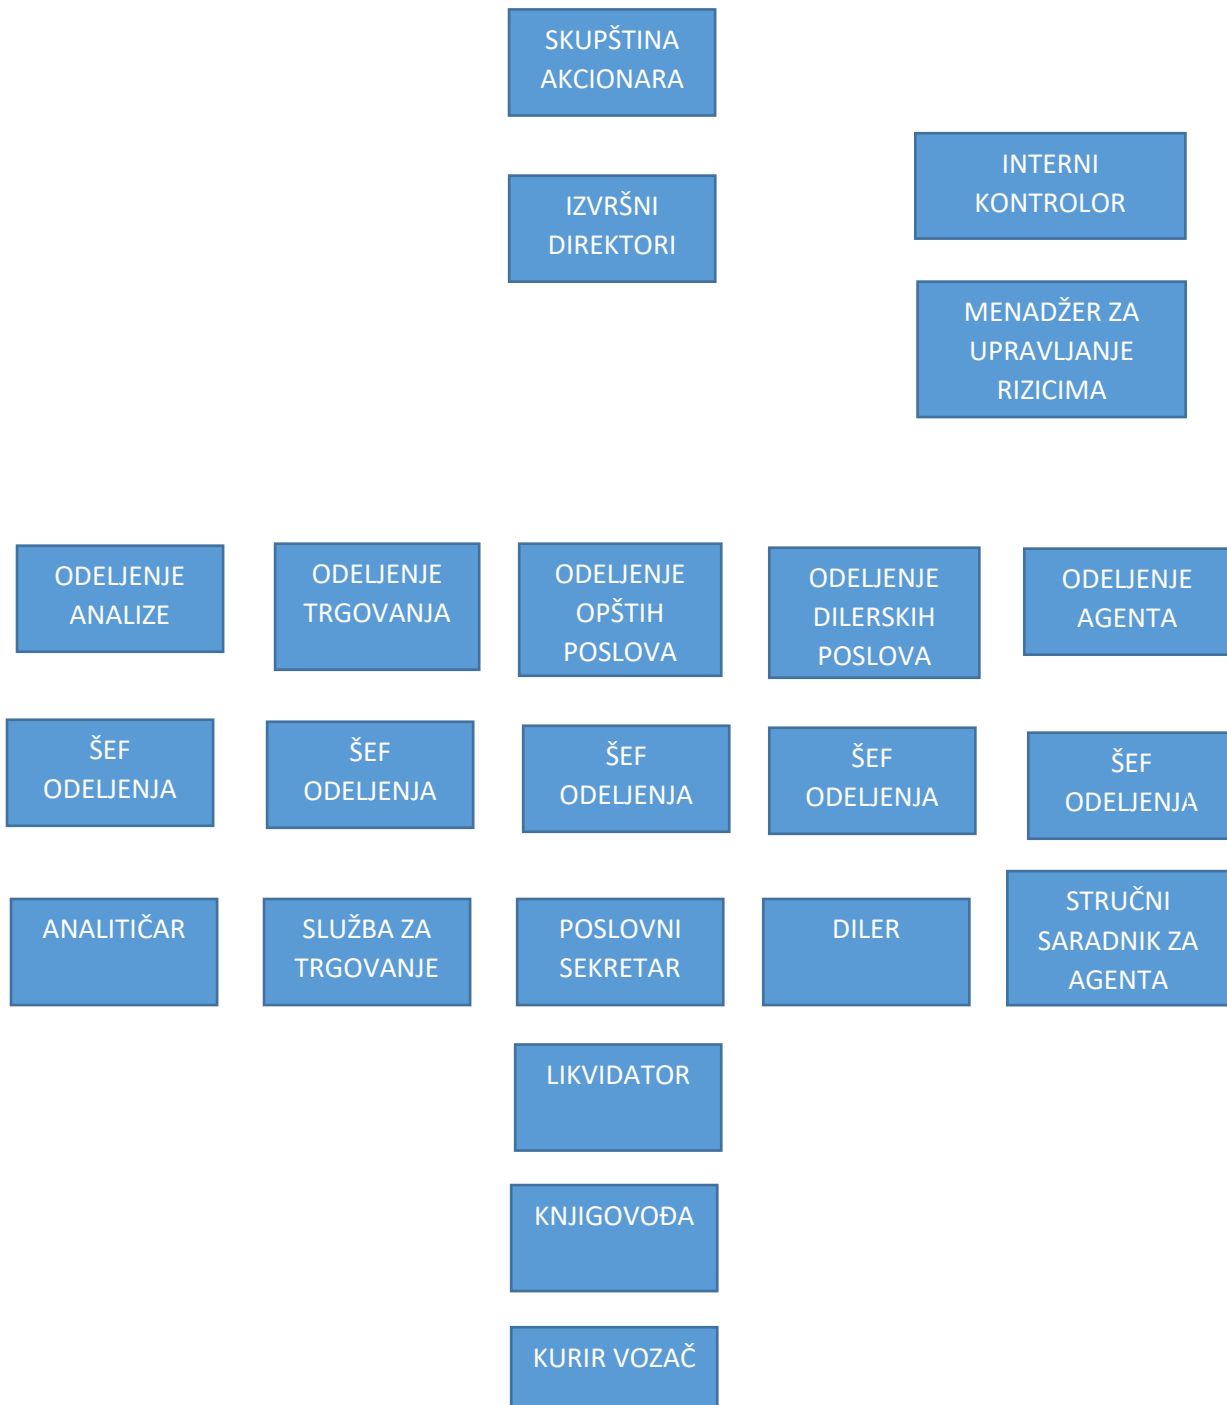 SKUPŠTINA
AKCIONARA
INTERNI
KONTROLOR
IZVRŠNI
DIREKTORI
MENADŽER ZA
UPRAVLJANJE
RIZICIMA
ODELJENJE
ANALIZE
ODELJENJE
TRGOVANJA
ODELJENJE
OPŠTIH
POSLOVA
ODELJENJE
DILERSKIH
POSLOVA
ODELJENJE
AGENTA
ŠEF
ODELJENJA
ŠEF
ODELJENJA
ŠEF
ODELJENJA
ŠEF
ODELJENJA
ŠEF
ODELJENJA
ANALITIČAR
SLUŽBA ZA
TRGOVANJE
POSLOVNI
SEKRETAR
DILER
STRUČNI
SARADNIK ZA
AGENTA
LIKVIDATOR
KNJIGOVOĐA
KURIR VOZAČ